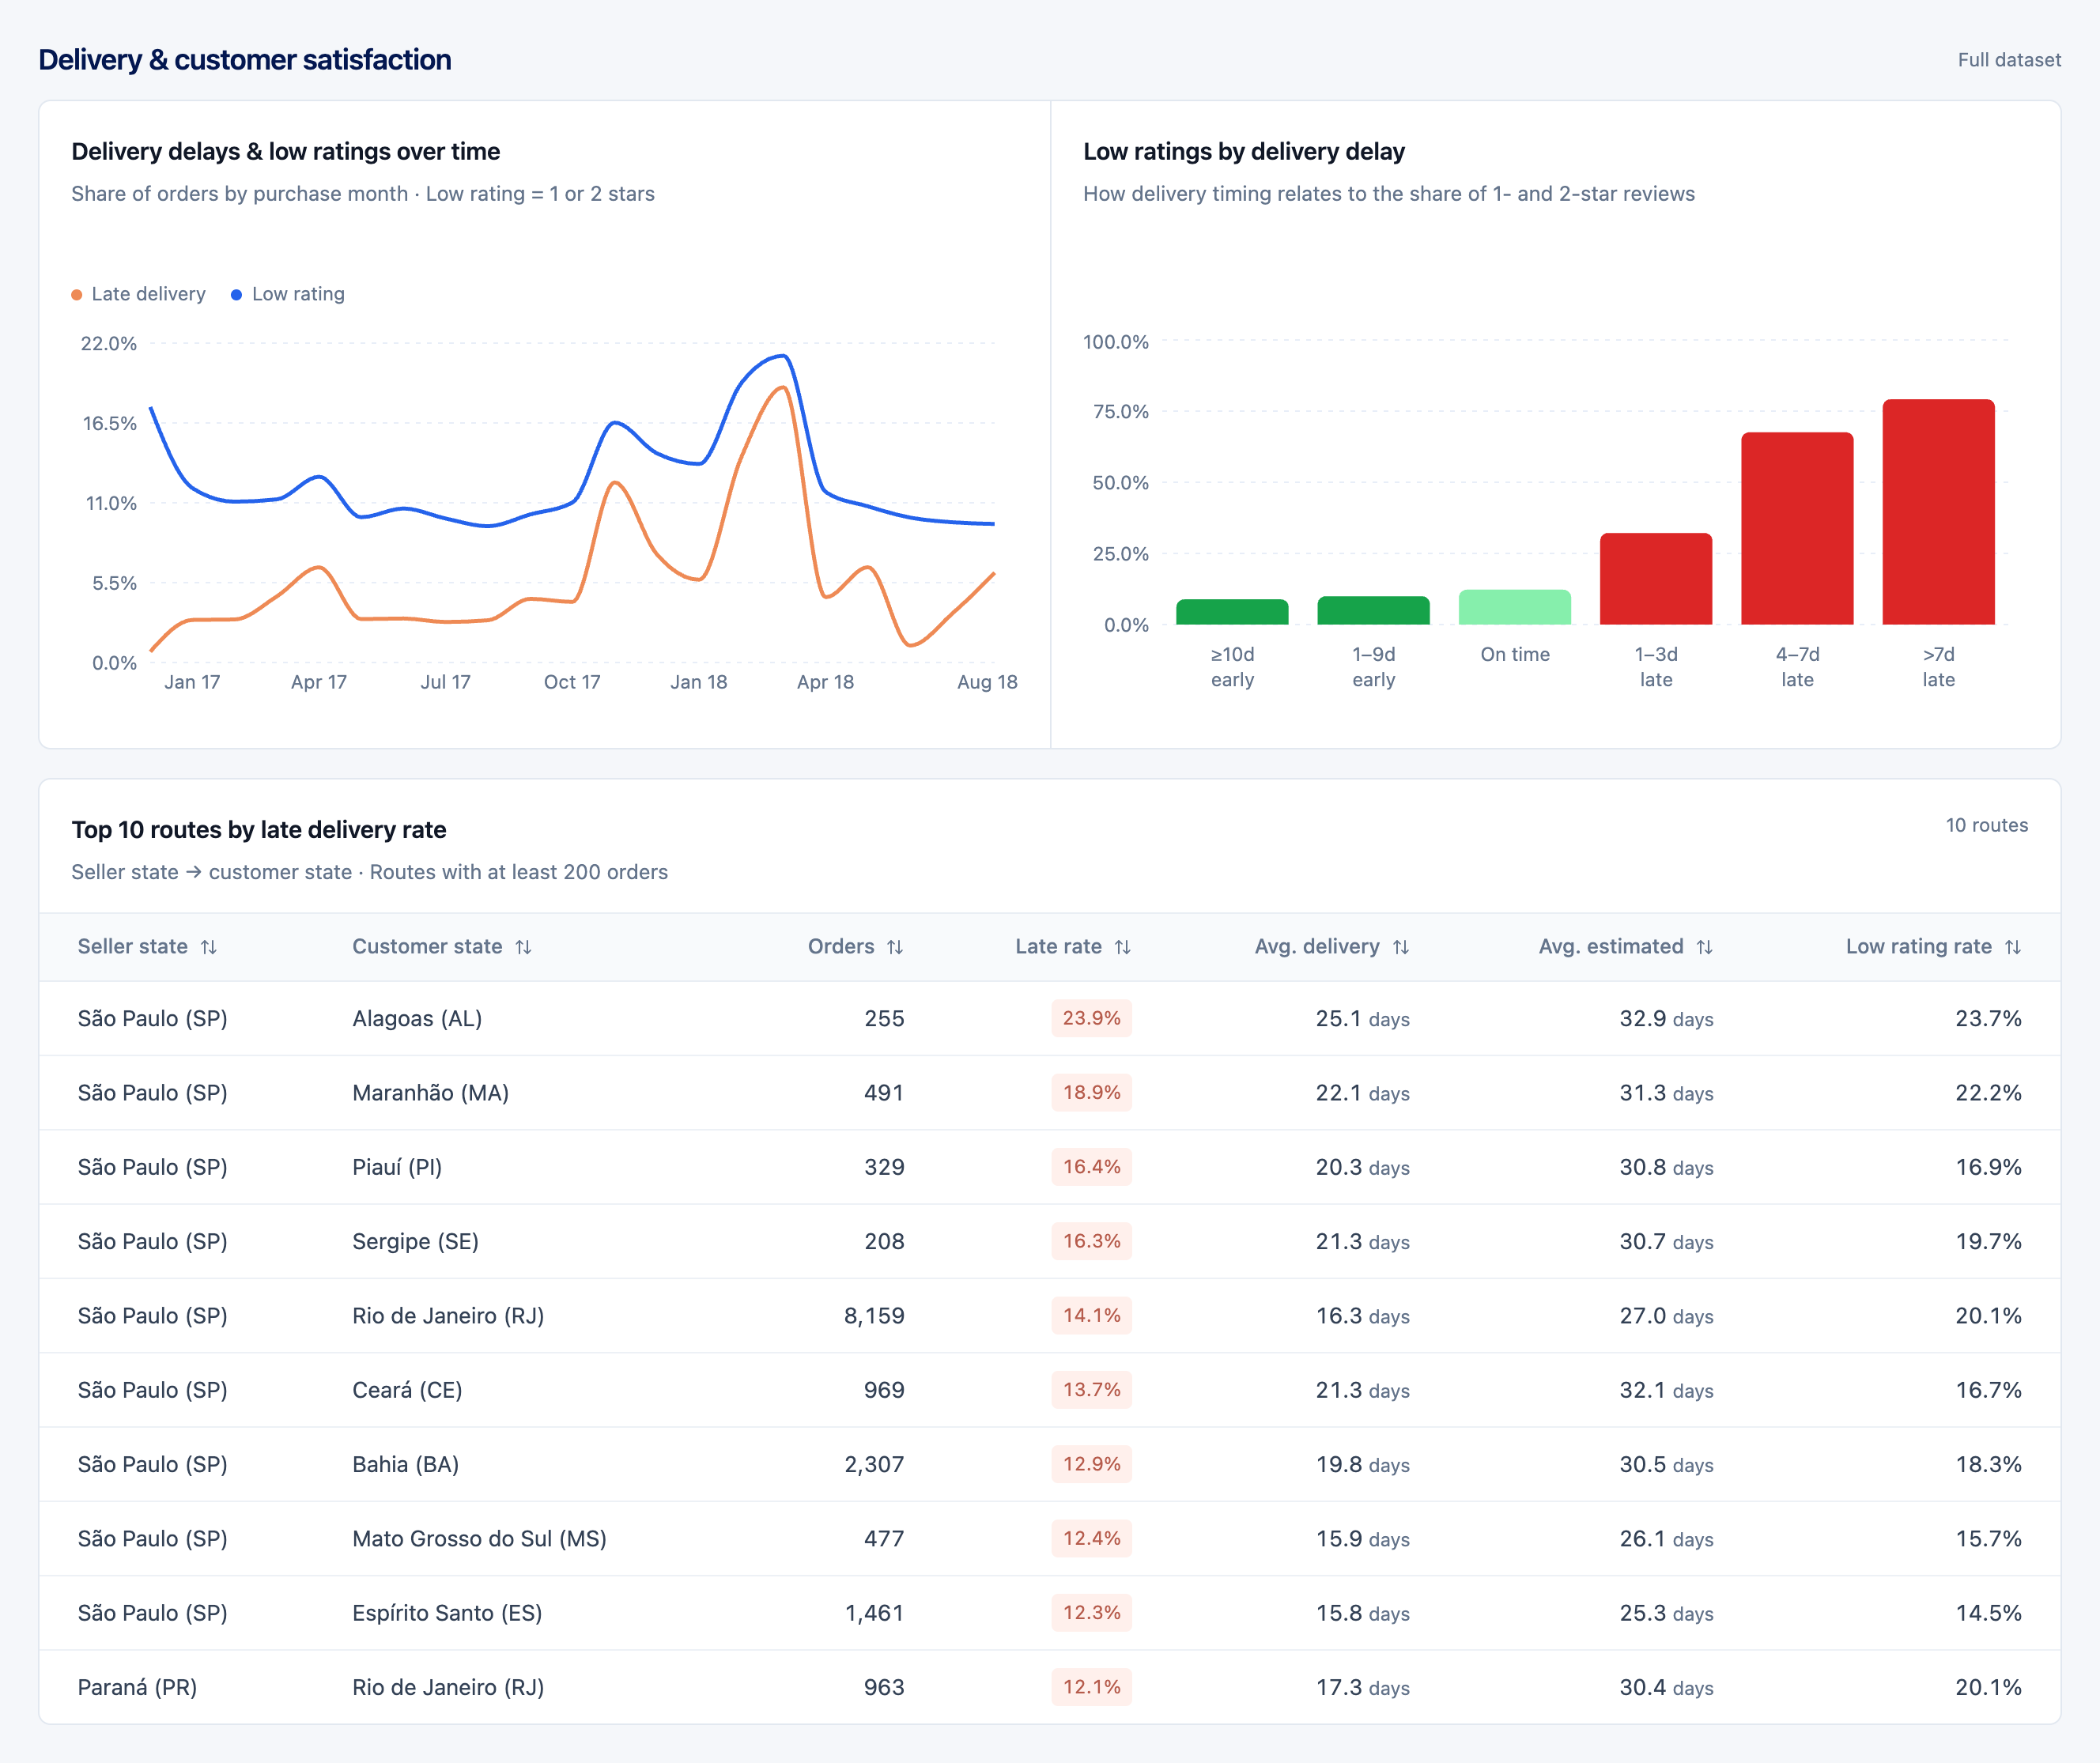 Delivery & customer satisfaction
Full dataset
Delivery delays & low ratings over time
Share of orders by purchase month · Low rating = 1 or 2 stars
Late delivery
Low rating
22.0%
16.5%
11.0%
5.5%
0.0%
Jan 17
Apr 17
Jul 17
Oct 17
Jan 18
Apr 18
Aug 18
Low ratings by delivery delay
How delivery timing relates to the share of 1- and 2-star reviews
100.0%
75.0%
50.0%
25.0%
0.0%
≥10d
early
1–9d
early
On time
1–3d
late
4–7d
late
>7d
late
Top 10 routes by late delivery rate
10 routes
Seller state → customer state · Routes with at least 200 orders
Seller state ↑↓ Customer state ↑↓ Orders ↑↓ Late rate ↑↓ Avg. delivery ↑↓ Avg. estimated ↑↓ Low rating rate ↑↓
São Paulo (SP) Alagoas (AL) 255 23.9% 25.1 days 32.9 days 23.7%
São Paulo (SP) Maranhão (MA) 491 18.9% 22.1 days 31.3 days 22.2%
São Paulo (SP) Piauí (PI) 329 16.4% 20.3 days 30.8 days 16.9%
São Paulo (SP) Sergipe (SE) 208 16.3% 21.3 days 30.7 days 19.7%
São Paulo (SP) Rio de Janeiro (RJ) 8,159 14.1% 16.3 days 27.0 days 20.1%
São Paulo (SP) Ceará (CE) 969 13.7% 21.3 days 32.1 days 16.7%
São Paulo (SP) Bahia (BA) 2,307 12.9% 19.8 days 30.5 days 18.3%
São Paulo (SP) Mato Grosso do Sul (MS) 477 12.4% 15.9 days 26.1 days 15.7%
São Paulo (SP) Espírito Santo (ES) 1,461 12.3% 15.8 days 25.3 days 14.5%
Paraná (PR) Rio de Janeiro (RJ) 963 12.1% 17.3 days 30.4 days 20.1%